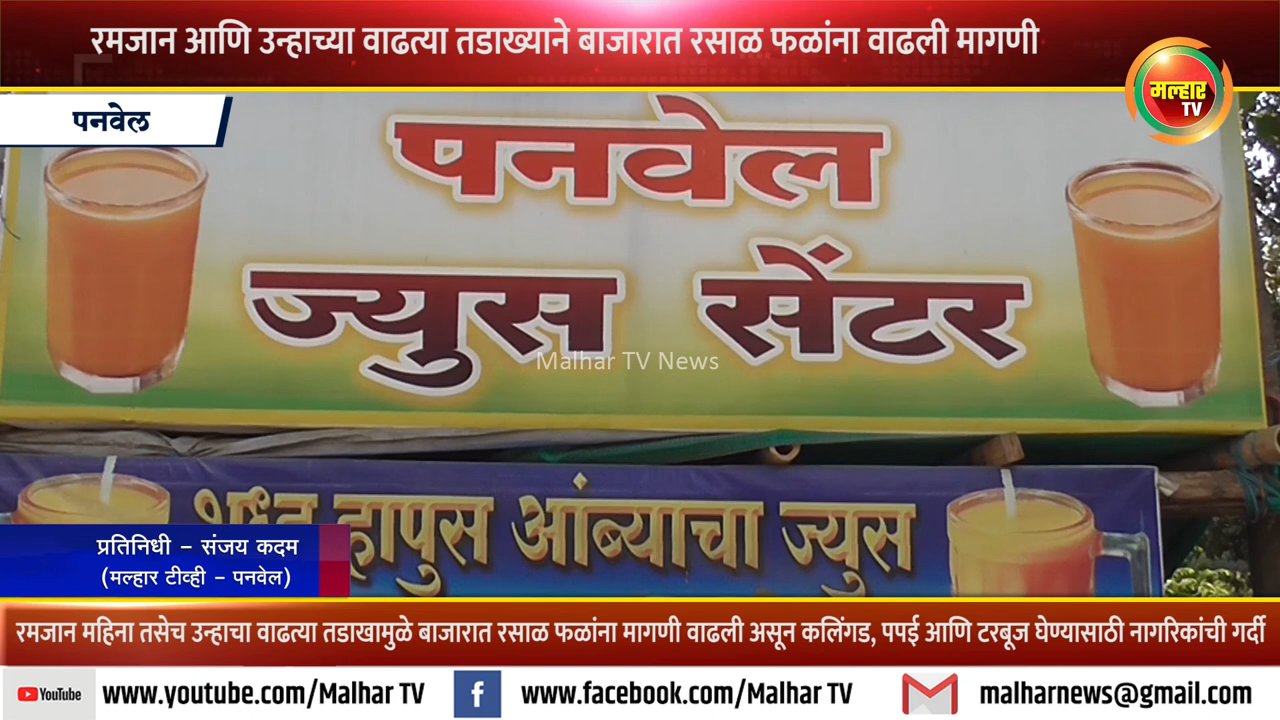 रमजान आणि उन्हाच्या वाढत्या तडाख्याने बाजारात रसाळ फळांना वाढली मागणी
मल्हार
TV
पनवेल
पनवेल
ज्युस सेंटर
Malhar TV News
हापुस आंब्याचा ज्युस
प्रतिनिधी - संजय कदम
(मल्हार टीव्ही - पनवेल)
रमजान महिना तसेच उन्हाचा वाढत्या तडाखामुळे बाजारात रसाळ फळांना मागणी वाढली असून कलिंगड, पपई आणि टरबूज घेण्यासाठी नागरिकांची गर्दी
YouTube www.youtube.com/Malhar TV f www.facebook.com/Malhar TV malharnews@gmail.com